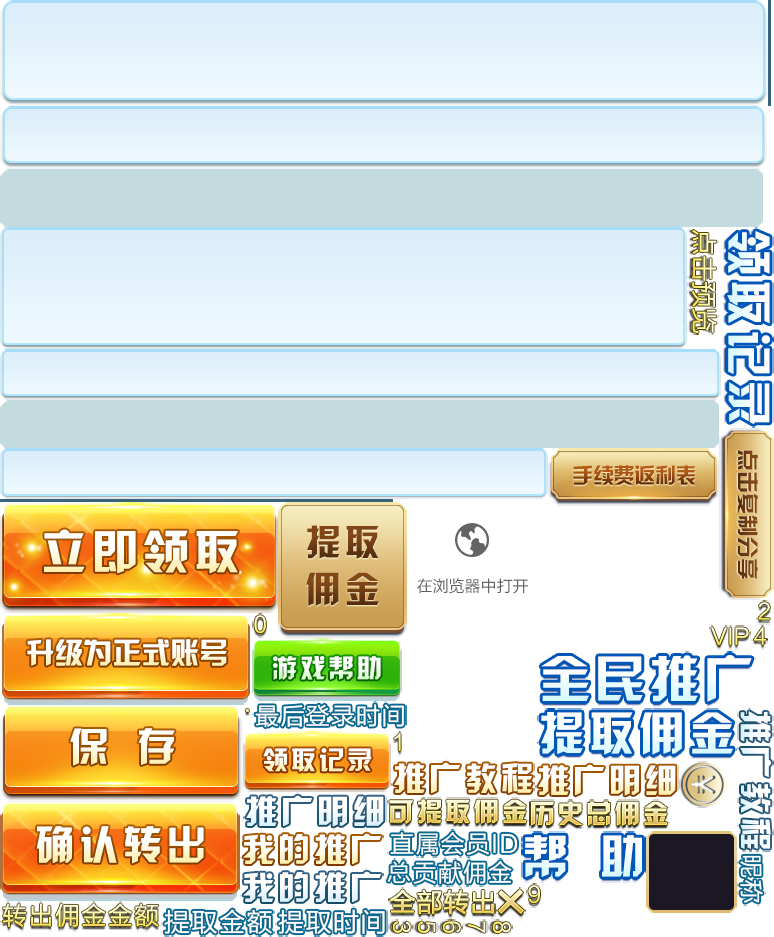 点击预览
领取记录
手续费返利表
点击复制分享
立即领取
提取
佣金
在浏览器中打开
升级为正式账号
0
2
VIP 4
游戏帮助
全民推广
保 存
最后登录时间
提取佣金
推广教程
领取记录
1
推广教程
推广明细
大
推广明细
可提取佣金
历史总佣金
确认转出
我的推广
直属会员ID
帮 助
昵称
我的推广
总贡献佣金
全部转出
9
转出佣金金额
提取金额
提取时间
3
5
6
7
8